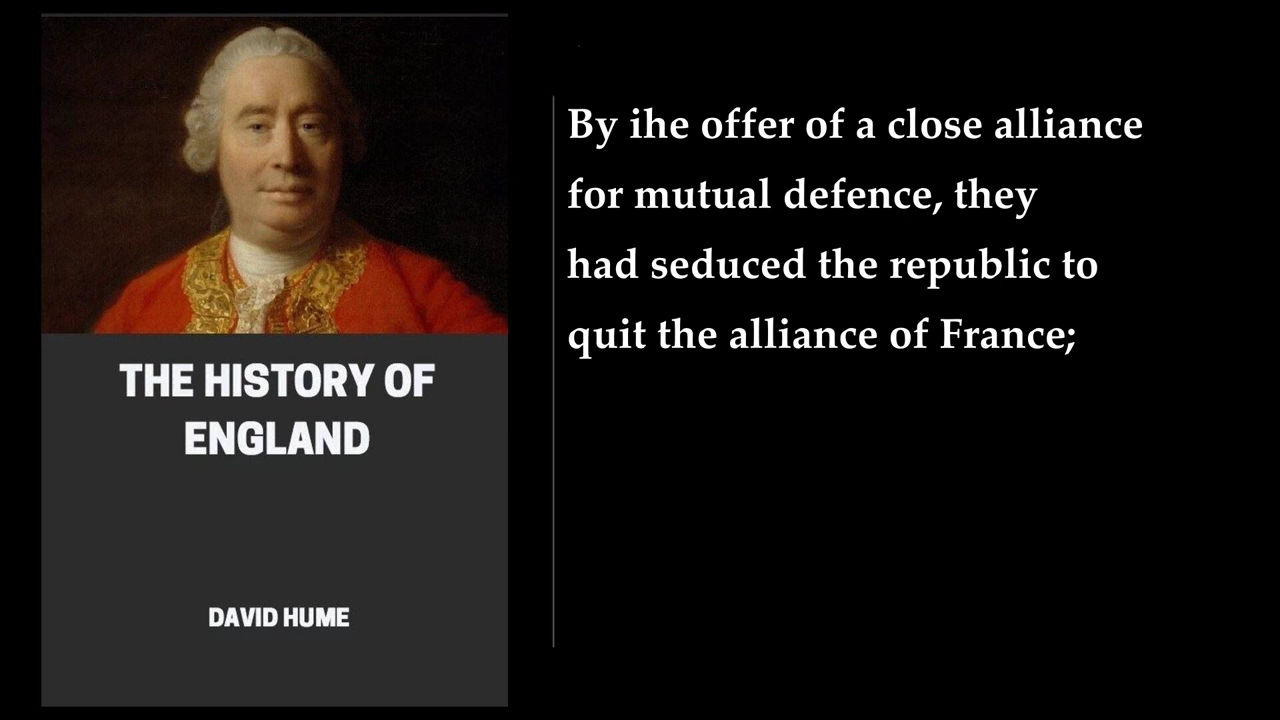 THE HISTORY OF
ENGLAND
DAVID HUME
By ihe offer of a close alliance
for mutual defence, they
had seduced the republic to
quit the alliance of France;